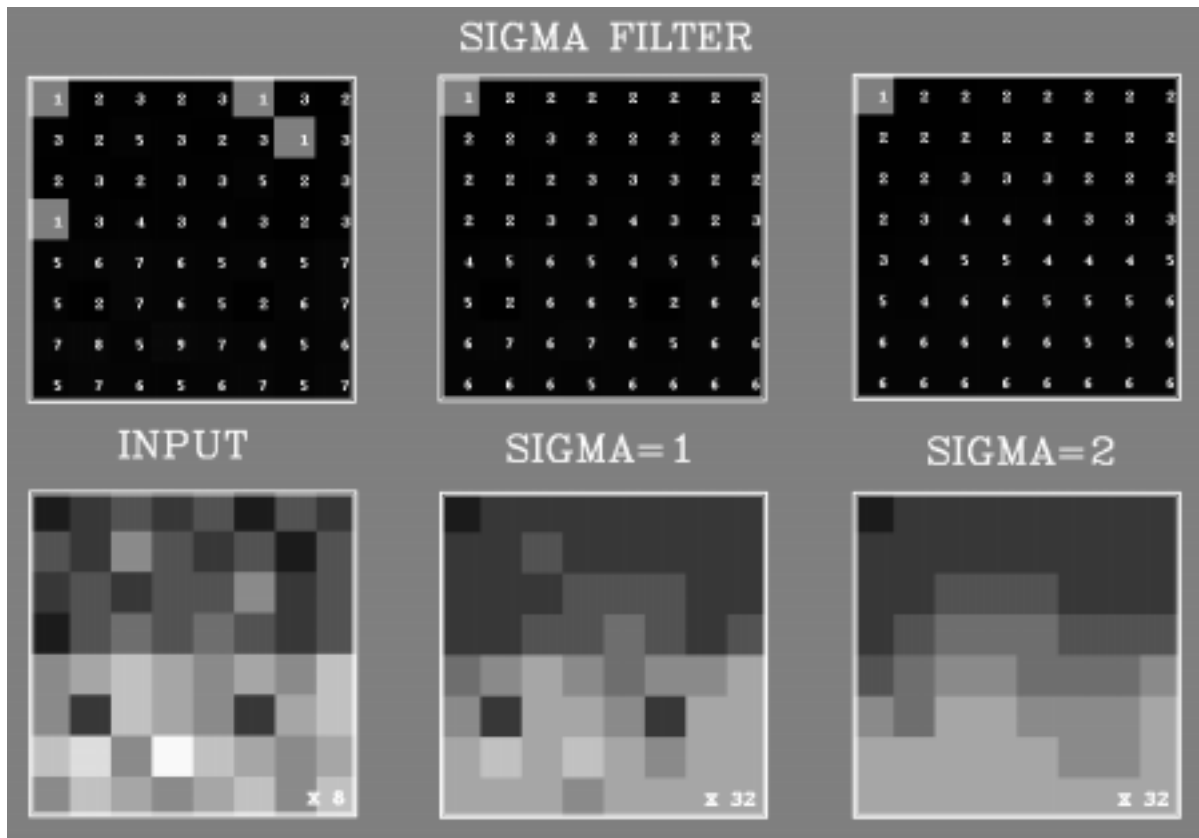 SIGMA FILTER
1 2 3 2 3 1 3 2
3 2 5 3 2 3 1 3
2 3 2 3 3 5 2 3
1 3 4 3 4 3 2 3
5 6 7 6 5 6 5 7
5 2 7 6 5 2 6 7
7 8 5 9 7 6 5 6
5 7 6 5 6 7 5 7
1 2 2 2 2 2 2 2
2 2 3 2 2 2 2 2
2 2 2 3 3 3 2 2
2 2 3 3 4 3 2 3
4 5 6 5 4 5 5 6
5 2 6 6 5 2 6 6
6 7 6 7 6 5 6 6
6 6 6 5 6 6 6 6
1 2 2 2 2 2 2 2
2 2 2 2 2 2 2 2
2 2 3 3 3 2 2 2
2 3 4 4 4 3 3 3
3 4 5 5 4 4 4 5
5 4 6 6 5 5 5 6
6 6 6 6 6 5 5 6
6 6 6 6 6 6 6 6
INPUT
SIGMA=1
SIGMA=2
X 8
X 32
X 32